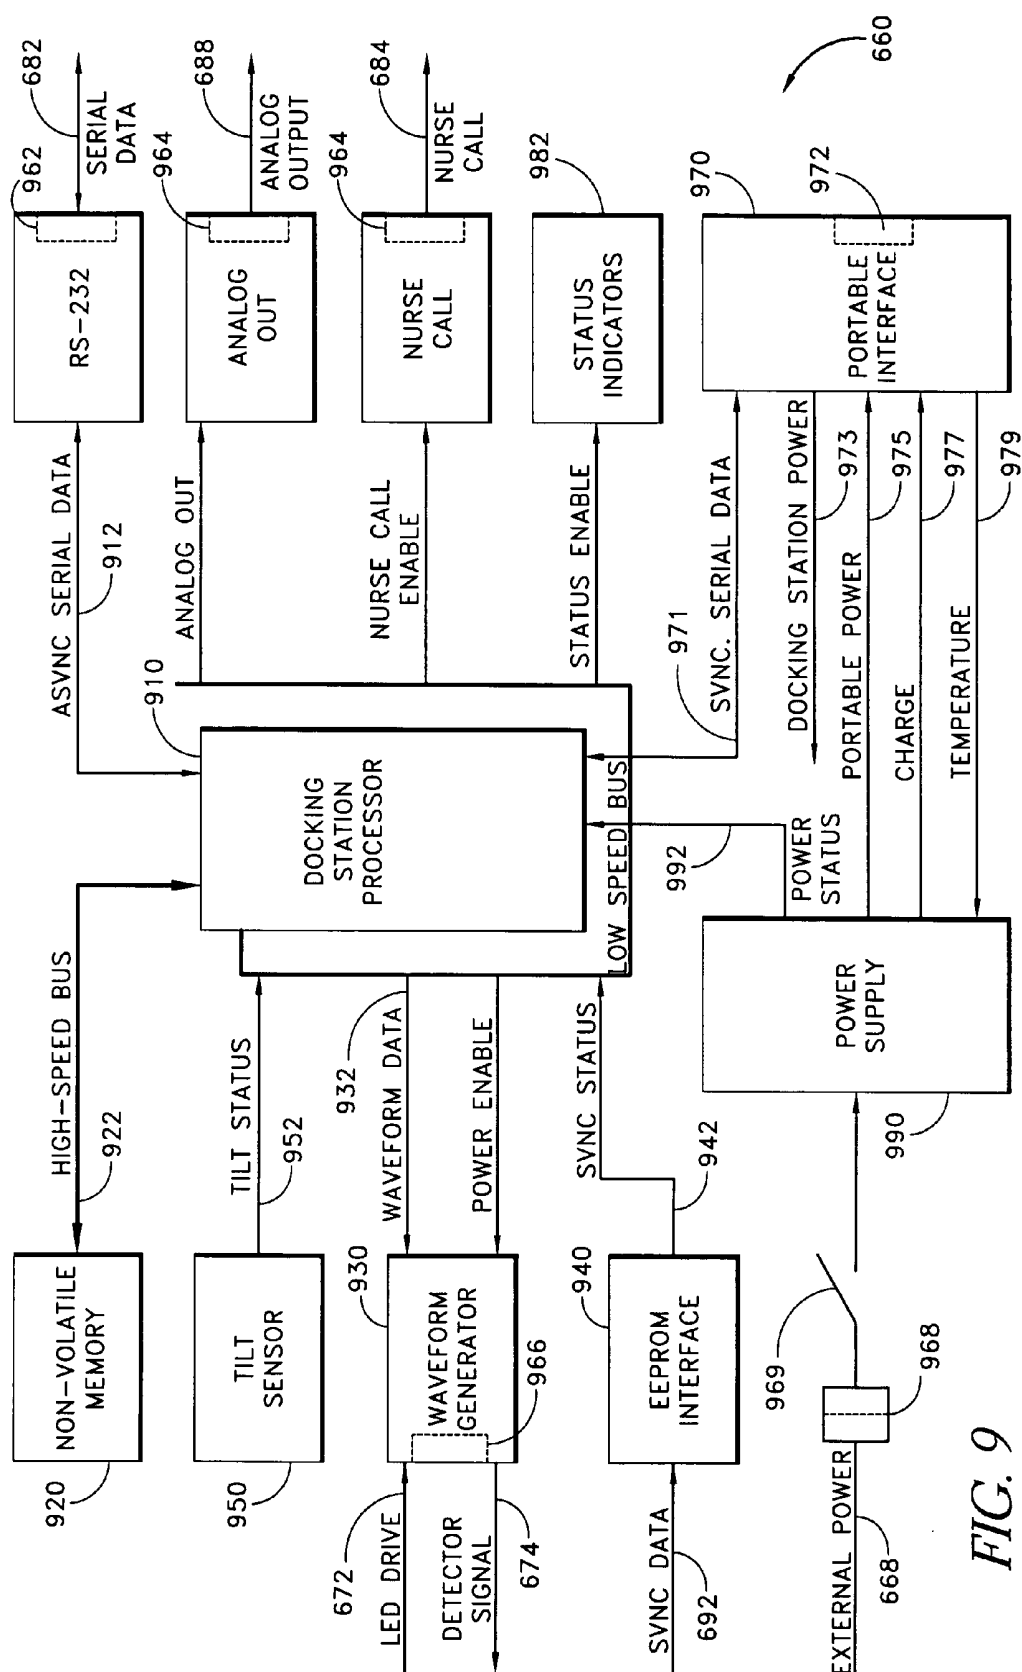 920
NON-VOLATILE
MEMORY
922
HIGH-SPEED BUS
ASVNC SERIAL DATA
912
RS-232
962
682
SERIAL
DATA
950
TILT
SENSOR
952
TILT STATUS
910
DOCKING
STATION
PROCESSOR
ANALOG OUT
ANALOG
OUT
964
688
ANALOG
OUTPUT
672
LED DRIVE
DETECTOR
SIGNAL
674
930
WAVEFORM
GENERATOR
966
932
WAVEFORM DATA
POWER ENABLE
NURSE CALL
ENABLE
NURSE
CALL
964
684
NURSE
CALL
SVNC DATA
692
940
EEPROM
INTERFACE
942
SVNC STATUS
LOW SPEED BUS
STATUS ENABLE
STATUS
INDICATORS
982
EXTERNAL POWER
668
969
968
990
POWER
SUPPLY
992
POWER
STATUS
971
SVNC. SERIAL DATA
DOCKING STATION POWER
973
PORTABLE POWER
975
CHARGE
977
TEMPERATURE
979
PORTABLE
INTERFACE
970
972
660
FIG. 9